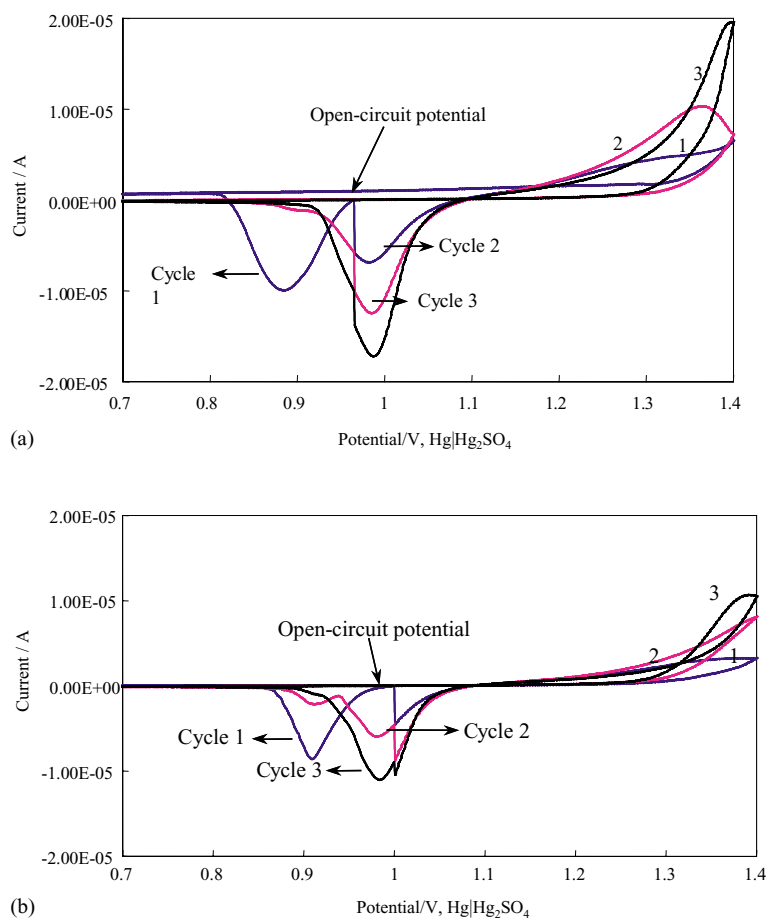 2.00E-05
3
Open-circuit potential
1.00E-05
2
1
Current / A
0.00E+00
Cycle 2
Cycle
1
Cycle 3
-1.00E-05
-2.00E-05
0.7 0.8 0.9 1 1.1 1.2 1.3 1.4
(a)
Potential/V, Hg|Hg₂SO₄
2.00E-05
3
1.00E-05
Open-circuit potential
2
1
Current / A
0.00E+00
Cycle 1
Cycle 2
Cycle 3
-1.00E-05
-2.00E-05
0.7 0.8 0.9 1 1.1 1.2 1.3 1.4
(b)
Potential/V, Hg|Hg₂SO₄